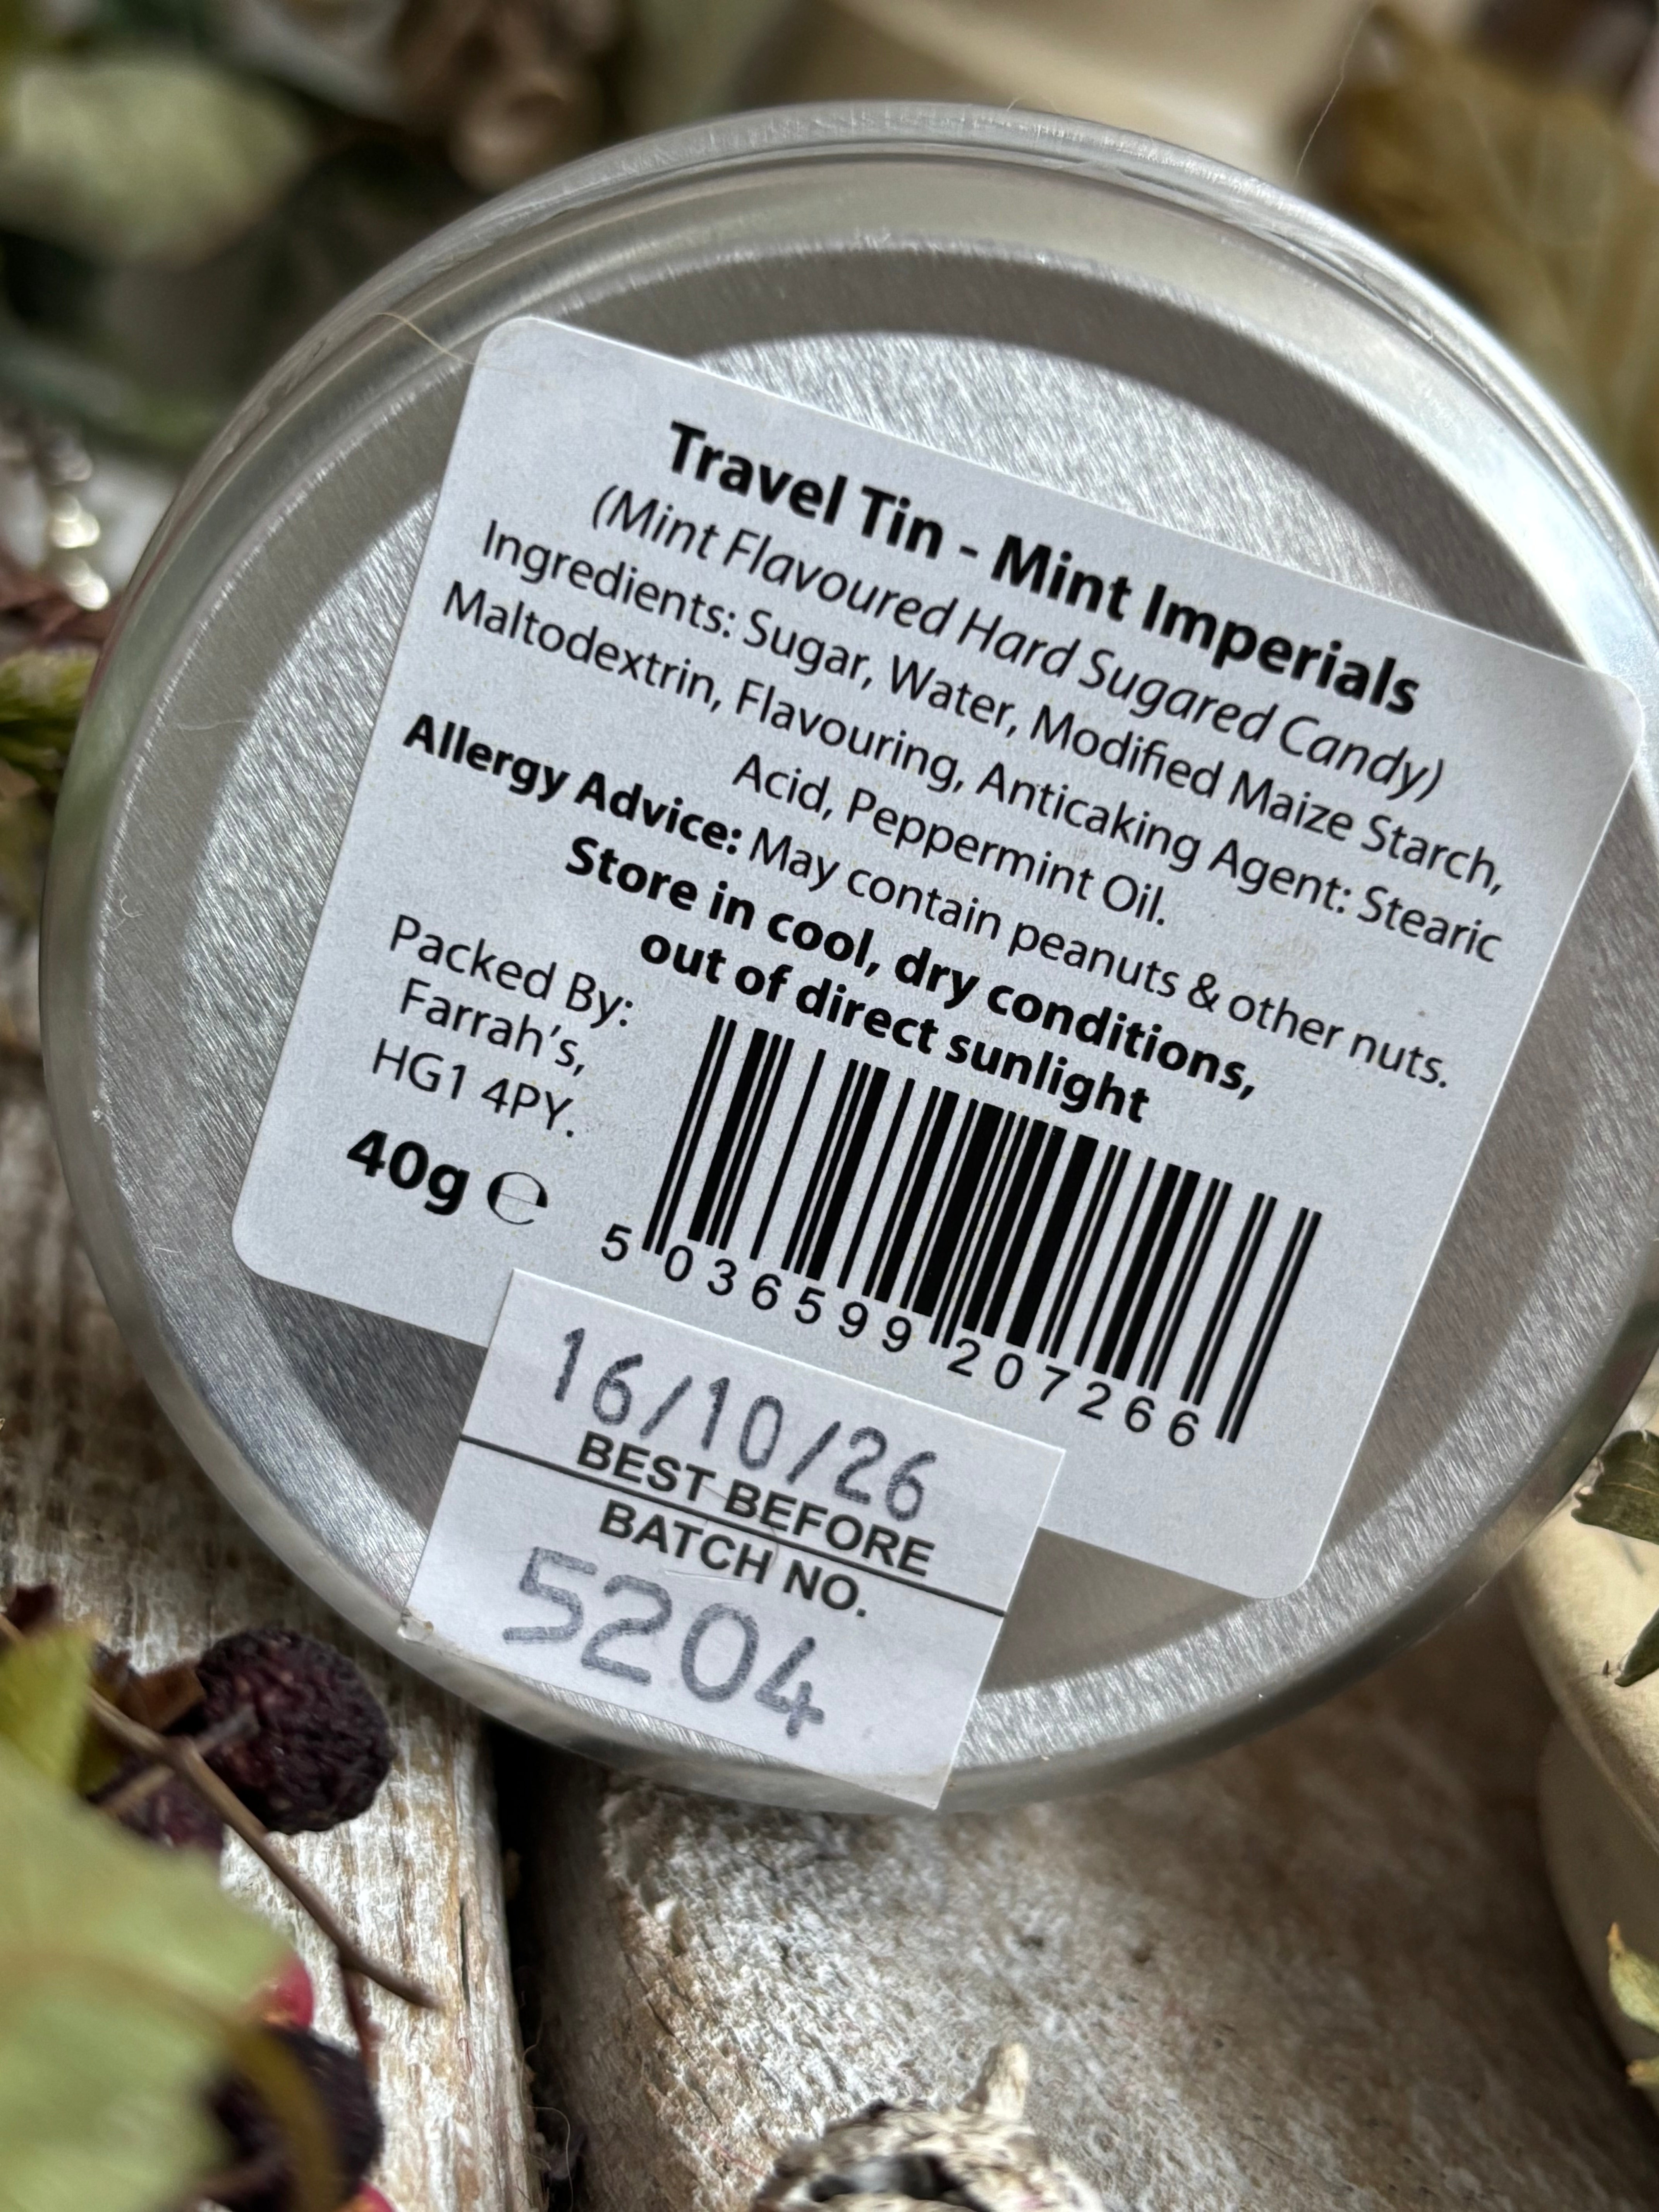 Travel Tin - Mint Imperials
(Mint Flavoured Hard Sugared Candy)
Ingredients: Sugar, Water, Modified Maize Starch,
Maltodextrin, Flavouring, Anticaking Agent: Stearic
Acid, Peppermint Oil.
Allergy Advice: May contain peanuts & other nuts.
Store in cool, dry conditions,
out of direct sunlight
Packed By:
Farrah's,
HG1 4PY.
40g ℮
5 036599 207266
16/10/26
BEST BEFORE
BATCH NO.
5204